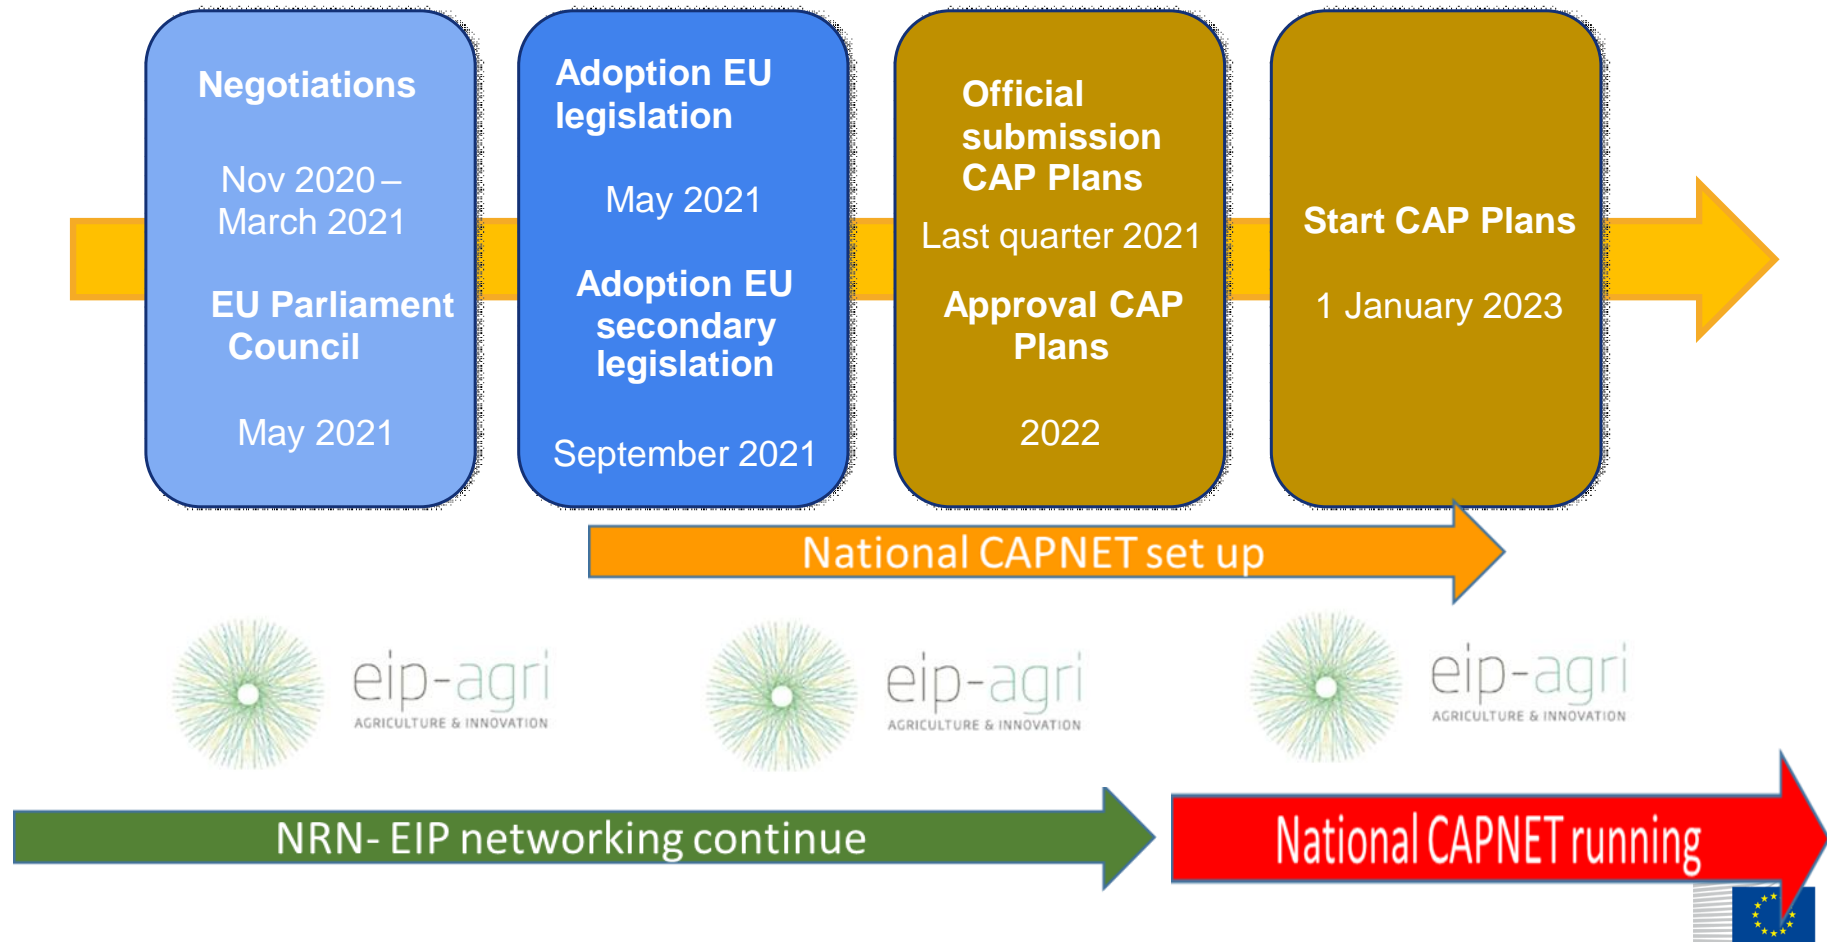 Negotiations
Nov 2020 –
March 2021
EU Parliament
Council
May 2021
Adoption EU
legislation
May 2021
Adoption EU
secondary
legislation
September 2021
Official
submission
CAP Plans
Last quarter 2021
Approval CAP
Plans
2022
Start CAP Plans
1 January 2023
National CAPNET set up
eip-agri
AGRICULTURE & INNOVATION
eip-agri
AGRICULTURE & INNOVATION
eip-agri
AGRICULTURE & INNOVATION
NRN- EIP networking continue
National CAPNET running